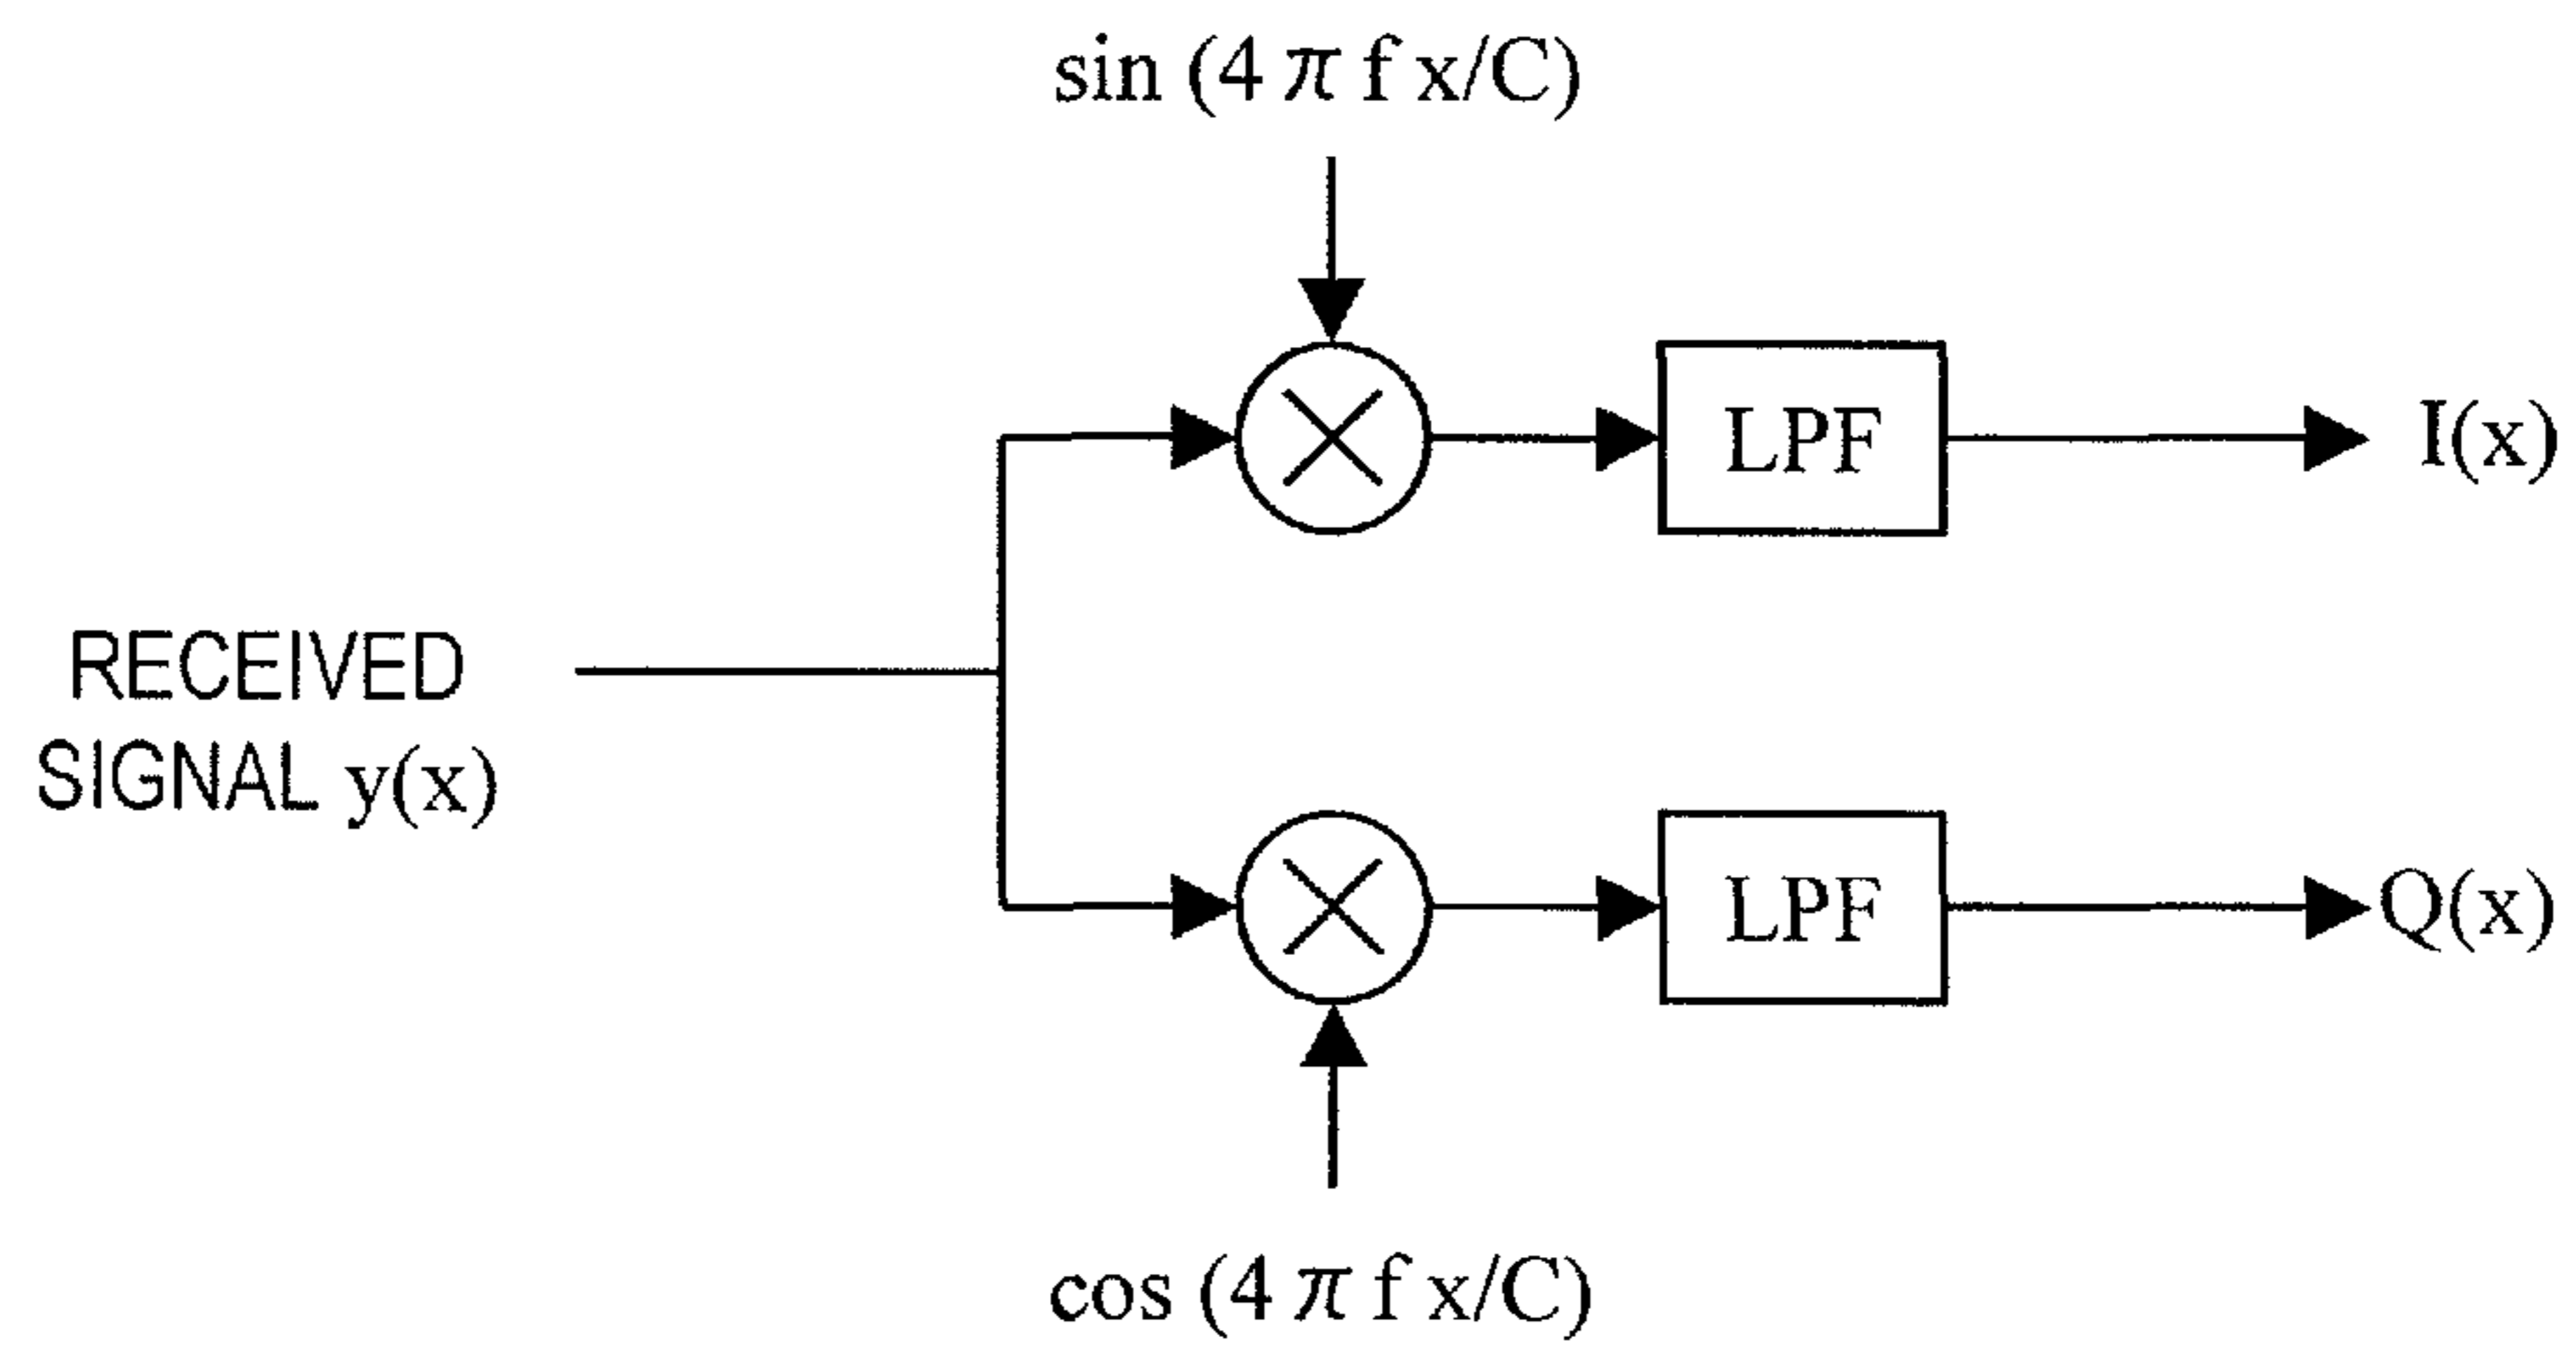 sin (4 π f x/C)
LPF
I(x)
RECEIVED
SIGNAL y(x)
LPF
Q(x)
cos (4 π f x/C)